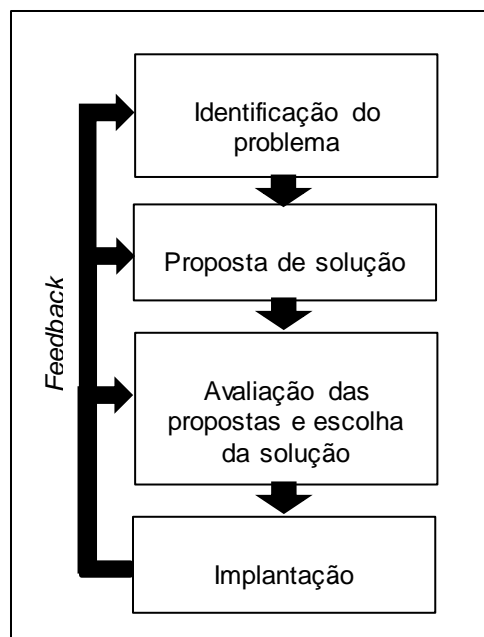 Identificação do
problema
Proposta de solução
Feedback
Avaliação das
propostas e escolha
da solução
Implantação